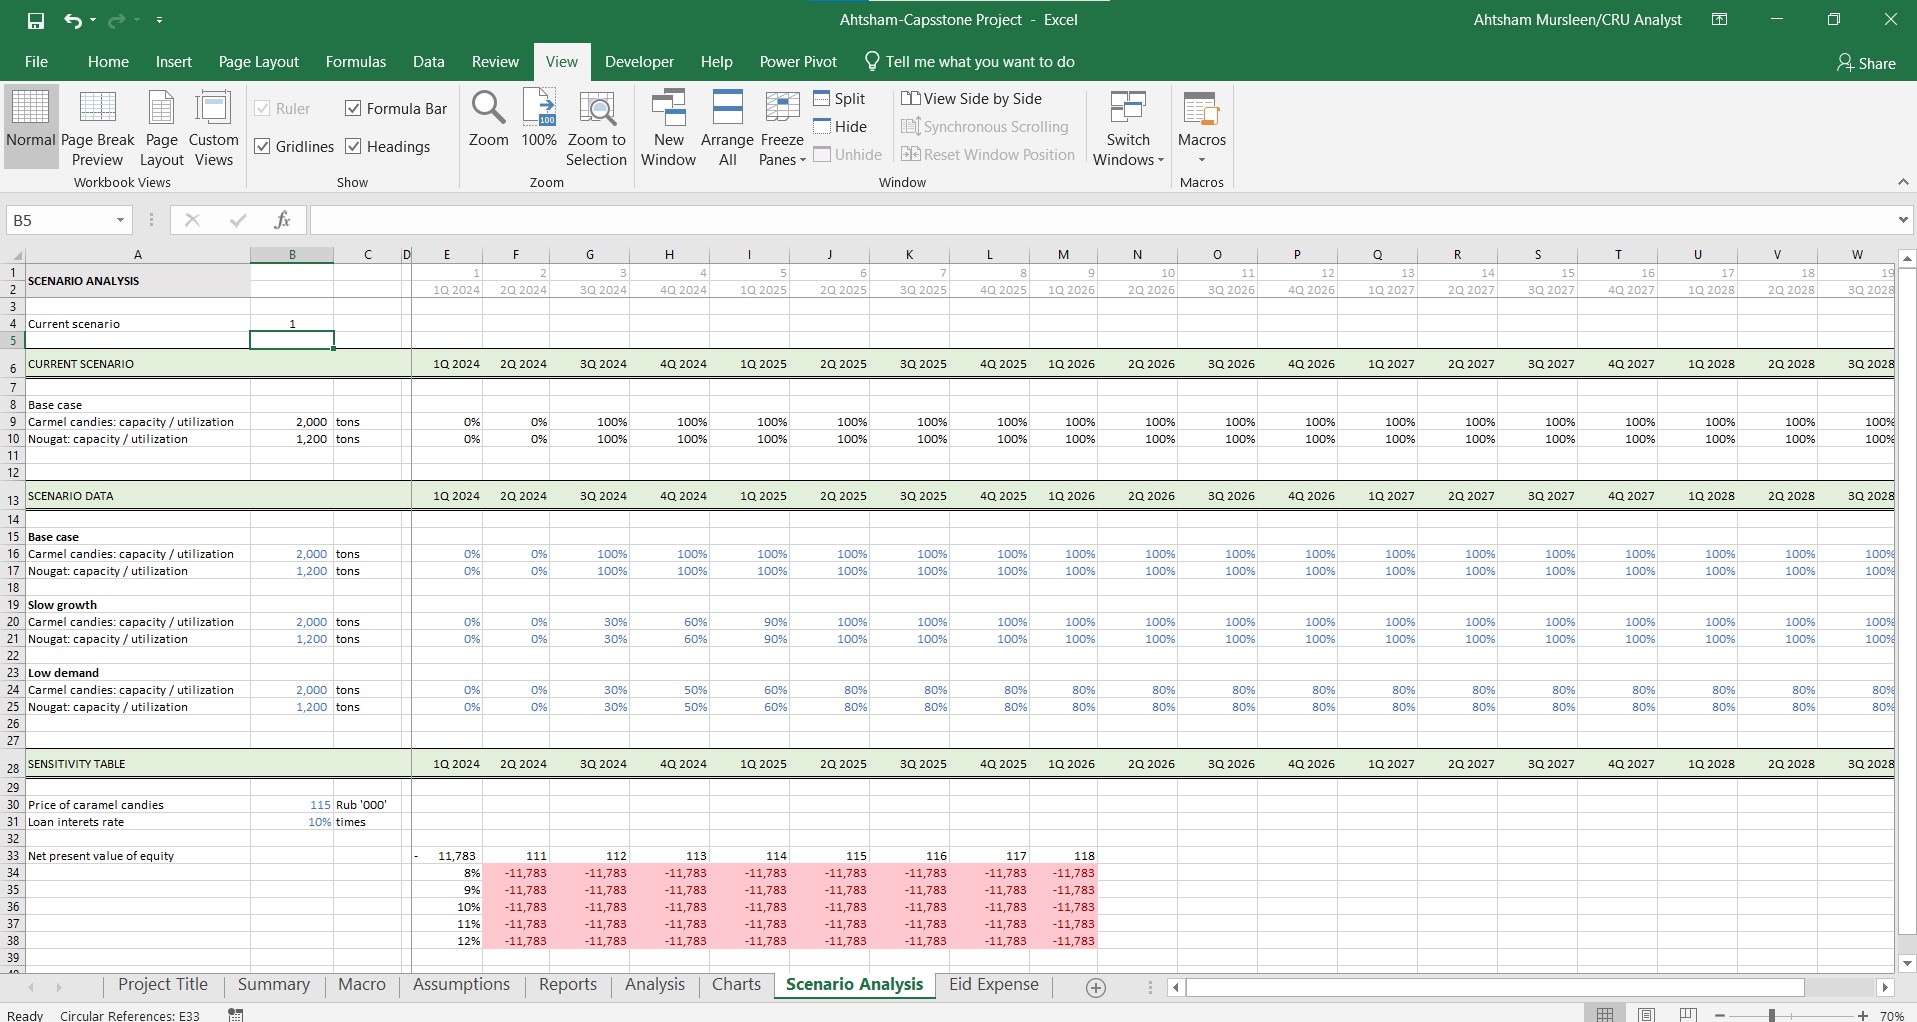 Ahtsham-Capsstone Project - Excel
Ahtsham Mursleen/CRU Analyst
File Home Insert Page Layout Formulas Data Review View Developer Help Power Pivot Tell me what you want to do Share
Normal
Page Break Preview
Page Layout
Custom Views
Workbook Views
Ruler
Formula Bar
Gridlines
Headings
Show
Zoom
100
100%
Zoom to Selection
Zoom
New Window
Arrange All
Freeze Panes
Split
Hide
Unhide
View Side by Side
Synchronous Scrolling
Reset Window Position
Window
Switch Windows
Macros
Macros
B5
fx
A B C D E F G H I J K L M N O P Q R S T U V W
1 SCENARIO ANALYSIS 1 2 3 4 5 6 7 8 9 10 11 12 13 14 15 16 17 18 19
2 1Q 2024 2Q 2024 3Q 2024 4Q 2024 1Q 2025 2Q 2025 3Q 2025 4Q 2025 1Q 2026 2Q 2026 3Q 2026 4Q 2026 1Q 2027 2Q 2027 3Q 2027 4Q 2027 1Q 2028 2Q 2028 3Q 2028
3
4 Current scenario 1
5
6 CURRENT SCENARIO 1Q 2024 2Q 2024 3Q 2024 4Q 2024 1Q 2025 2Q 2025 3Q 2025 4Q 2025 1Q 2026 2Q 2026 3Q 2026 4Q 2026 1Q 2027 2Q 2027 3Q 2027 4Q 2027 1Q 2028 2Q 2028 3Q 2028
7
8 Base case
9 Carmel candies: capacity / utilization 2,000 tons 0% 0% 100% 100% 100% 100% 100% 100% 100% 100% 100% 100% 100% 100% 100% 100% 100% 100% 100%
10 Nougat: capacity / utilization 1,200 tons 0% 0% 100% 100% 100% 100% 100% 100% 100% 100% 100% 100% 100% 100% 100% 100% 100% 100% 100%
11
12
13 SCENARIO DATA 1Q 2024 2Q 2024 3Q 2024 4Q 2024 1Q 2025 2Q 2025 3Q 2025 4Q 2025 1Q 2026 2Q 2026 3Q 2026 4Q 2026 1Q 2027 2Q 2027 3Q 2027 4Q 2027 1Q 2028 2Q 2028 3Q 2028
14
15 Base case
16 Carmel candies: capacity / utilization 2,000 tons 0% 0% 100% 100% 100% 100% 100% 100% 100% 100% 100% 100% 100% 100% 100% 100% 100% 100% 100%
17 Nougat: capacity / utilization 1,200 tons 0% 0% 100% 100% 100% 100% 100% 100% 100% 100% 100% 100% 100% 100% 100% 100% 100% 100% 100%
18
19 Slow growth
20 Carmel candies: capacity / utilization 2,000 tons 0% 0% 30% 60% 90% 100% 100% 100% 100% 100% 100% 100% 100% 100% 100% 100% 100% 100% 100%
21 Nougat: capacity / utilization 1,200 tons 0% 0% 30% 60% 90% 100% 100% 100% 100% 100% 100% 100% 100% 100% 100% 100% 100% 100% 100%
22
23 Low demand
24 Carmel candies: capacity / utilization 2,000 tons 0% 0% 30% 50% 60% 80% 80% 80% 80% 80% 80% 80% 80% 80% 80% 80% 80% 80% 80%
25 Nougat: capacity / utilization 1,200 tons 0% 0% 30% 50% 60% 80% 80% 80% 80% 80% 80% 80% 80% 80% 80% 80% 80% 80% 80%
26
27
28 SENSITIVITY TABLE 1Q 2024 2Q 2024 3Q 2024 4Q 2024 1Q 2025 2Q 2025 3Q 2025 4Q 2025 1Q 2026 2Q 2026 3Q 2026 4Q 2026 1Q 2027 2Q 2027 3Q 2027 4Q 2027 1Q 2028 2Q 2028 3Q 2028
29
30 Price of caramel candies 115 Rub '000'
31 Loan interets rate 10% times
32
33 Net present value of equity - 11,783 111 112 113 114 115 116 117 118
34 8% -11,783 -11,783 -11,783 -11,783 -11,783 -11,783 -11,783 -11,783
35 9% -11,783 -11,783 -11,783 -11,783 -11,783 -11,783 -11,783 -11,783
36 10% -11,783 -11,783 -11,783 -11,783 -11,783 -11,783 -11,783 -11,783
37 11% -11,783 -11,783 -11,783 -11,783 -11,783 -11,783 -11,783 -11,783
38 12% -11,783 -11,783 -11,783 -11,783 -11,783 -11,783 -11,783 -11,783
39
Project Title Summary Macro Assumptions Reports Analysis Charts Scenario Analysis Eid Expense
Ready Circular References: E33 70%